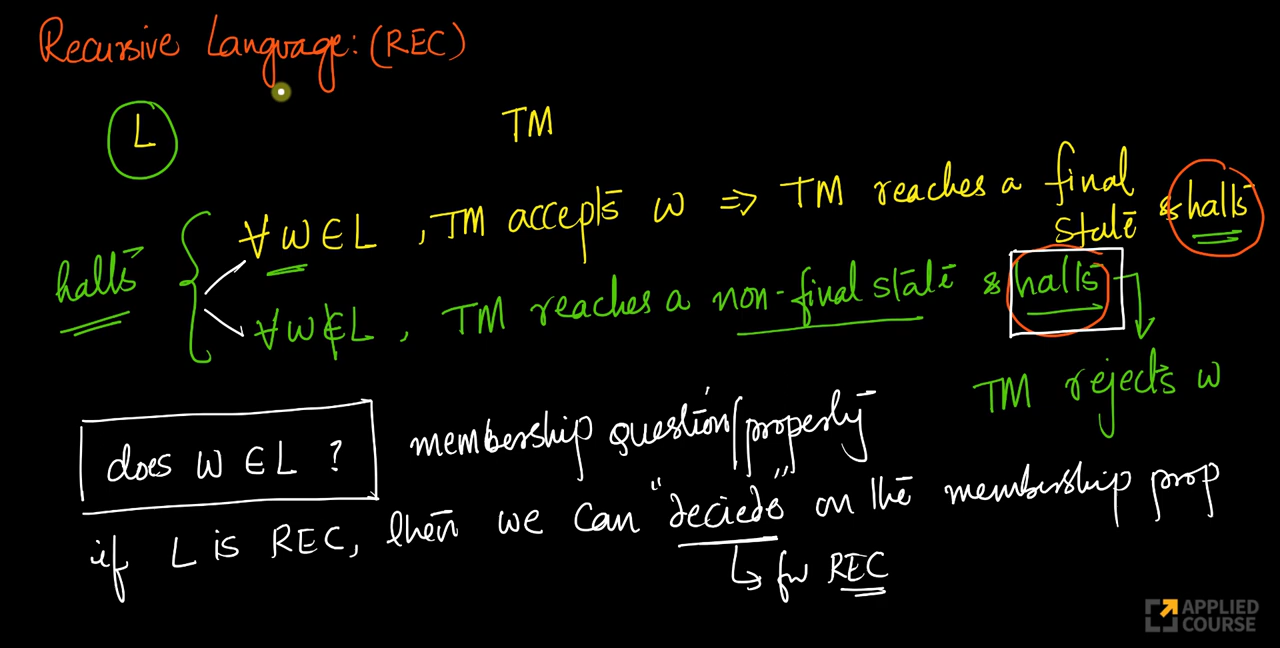 Recursive Language: (REC)
L
TM
∀ w ∈ L , TM accepts w ⇒ TM reaches a final state & halts
halts
∀ w ∉ L , TM reaches a non-final state & halts
TM rejects w
does w ∈ L ? membership question/property
if L is REC, then we can "deciede" on the membership prop
↳ for REC
APPLIED
COURSE